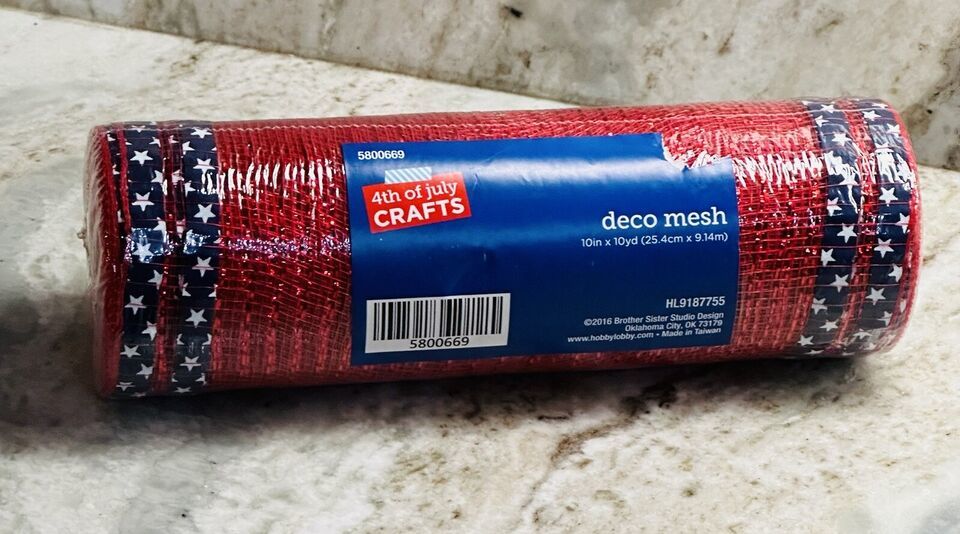 5800669
4th of july
CRAFTS
deco mesh
10in x 10yd (25.4cm x 9.14m)
5800669
HL9187755
©2016 Brother Sister Studio Design
Oklahoma City, OK 73179
www.hobbylobby.com • Made in Taiwan